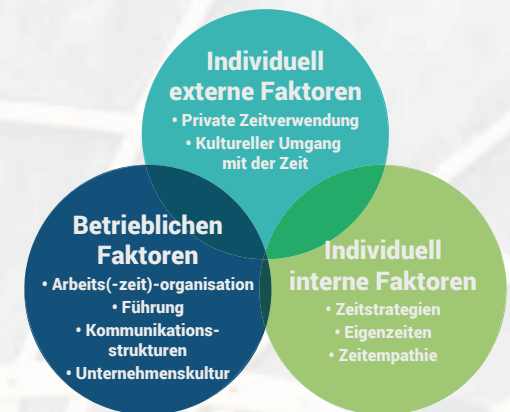 Individuell
externe Faktoren
• Private Zeitverwendung
• Kultureller Umgang
mit der Zeit
Betrieblichen
Faktoren
• Arbeits(-zeit)-organisation
• Führung
• Kommunikations-
strukturen
• Unternehmenskultur
Individuell
interne Faktoren
• Zeitstrategien
• Eigenzeiten
• Zeitempathie